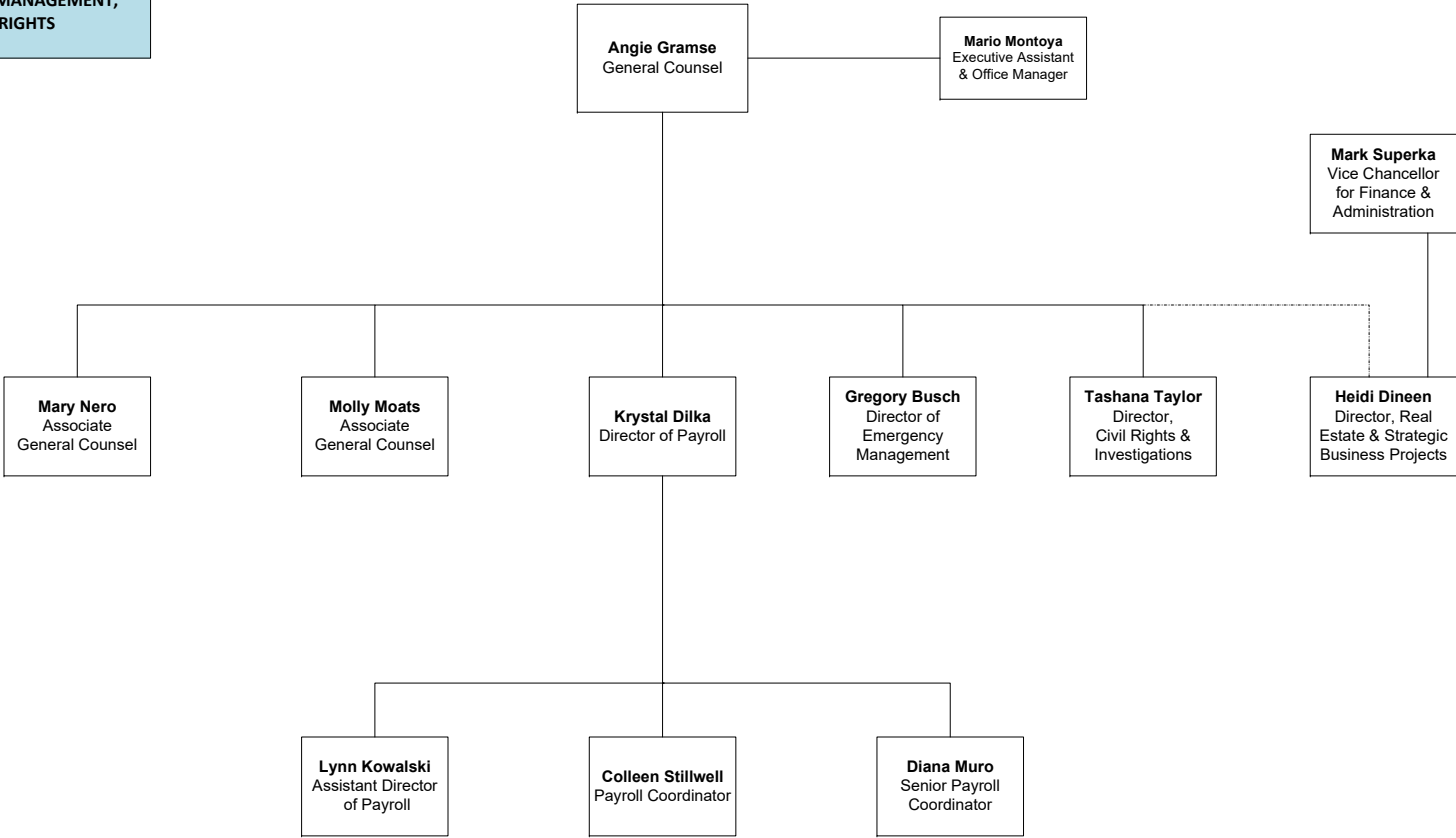 MANAGEMENT,
RIGHTS
Angie Gramse
General Counsel
Mario Montoya
Executive Assistant
& Office Manager
Mark Superka
Vice Chancellor
for Finance &
Administration
Mary Nero
Associate
General Counsel
Molly Moats
Associate
General Counsel
Krystal Dilka
Director of Payroll
Gregory Busch
Director of
Emergency
Management
Tashana Taylor
Director,
Civil Rights &
Investigations
Heidi Dineen
Director, Real
Estate & Strategic
Business Projects
Lynn Kowalski
Assistant Director
of Payroll
Colleen Stillwell
Payroll Coordinator
Diana Muro
Senior Payroll
Coordinator